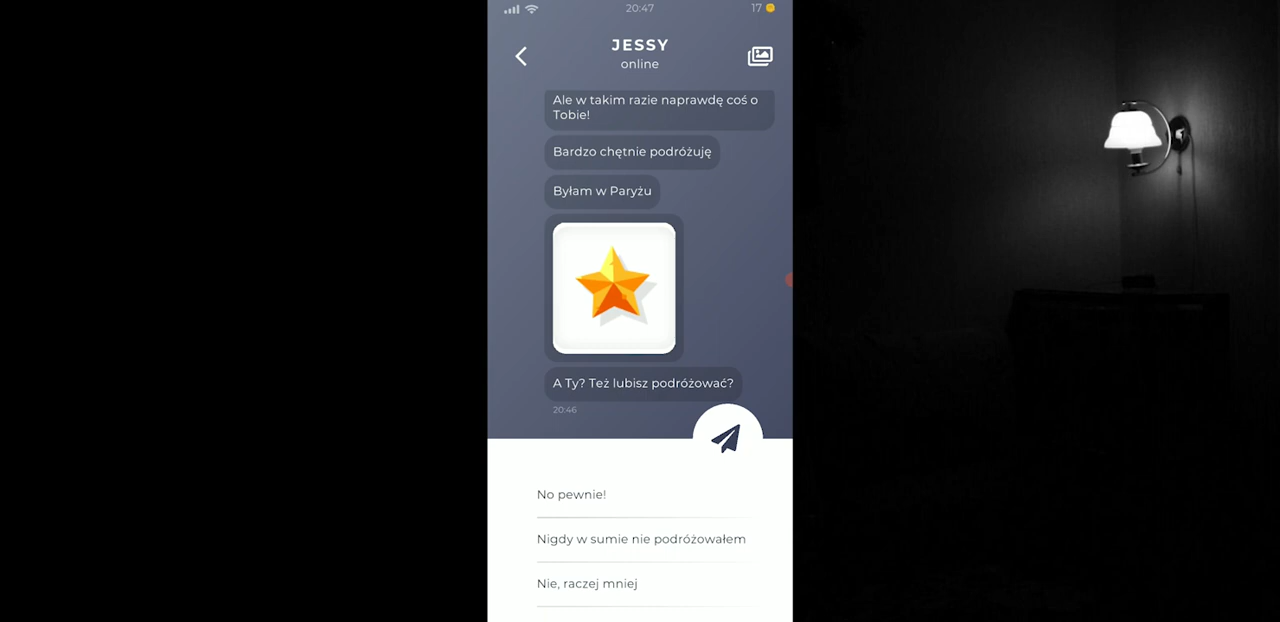 20:47
17
JESSY
online
Ale w takim razie naprawdę coś o
Tobie!
Bardzo chętnie podróżuję
Byłam w Paryżu
A Ty? Też lubisz podróżować?
20:46
No pewnie!
Nigdy w sumie nie podróżowałem
Nie, raczej mniej